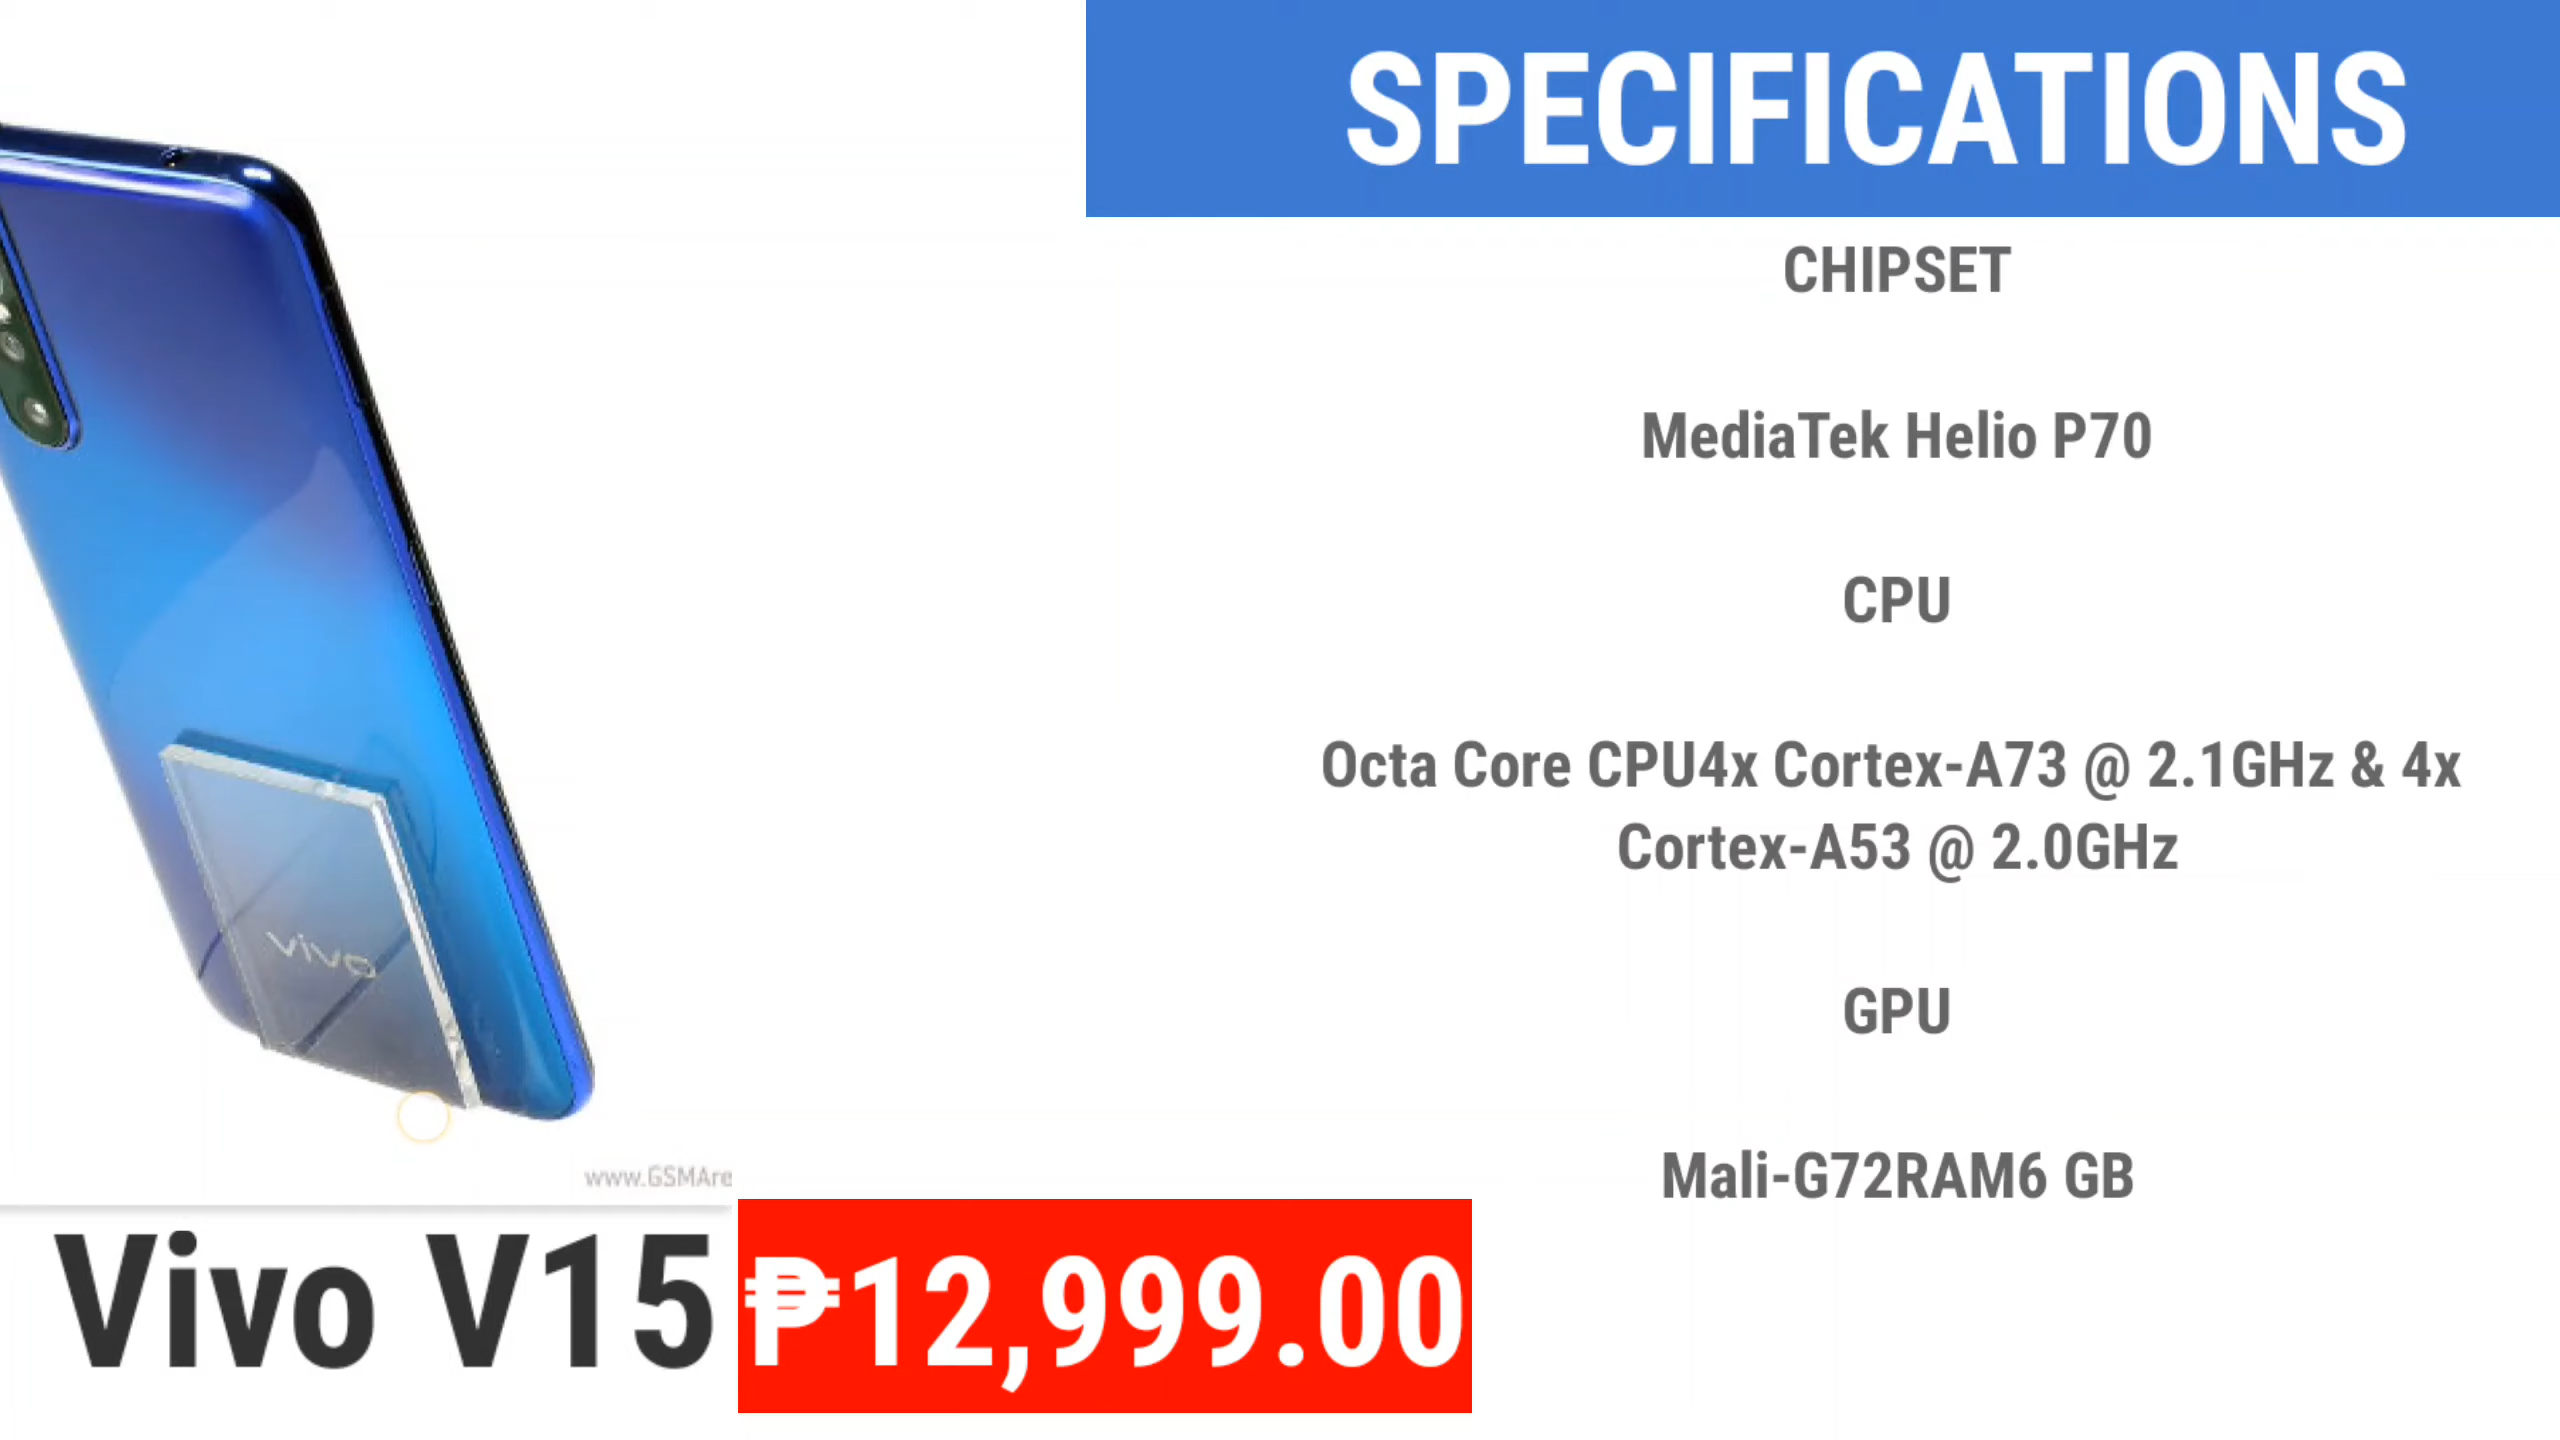 SPECIFICATIONS
CHIPSET
MediaTek Helio P70
CPU
Octa Core CPU4x Cortex-A73 @ 2.1GHz & 4x
Cortex-A53 @ 2.0GHz
GPU
Mali-G72RAM6 GB
vivo
www.GSMAre
Vivo V15
₱12,999.00